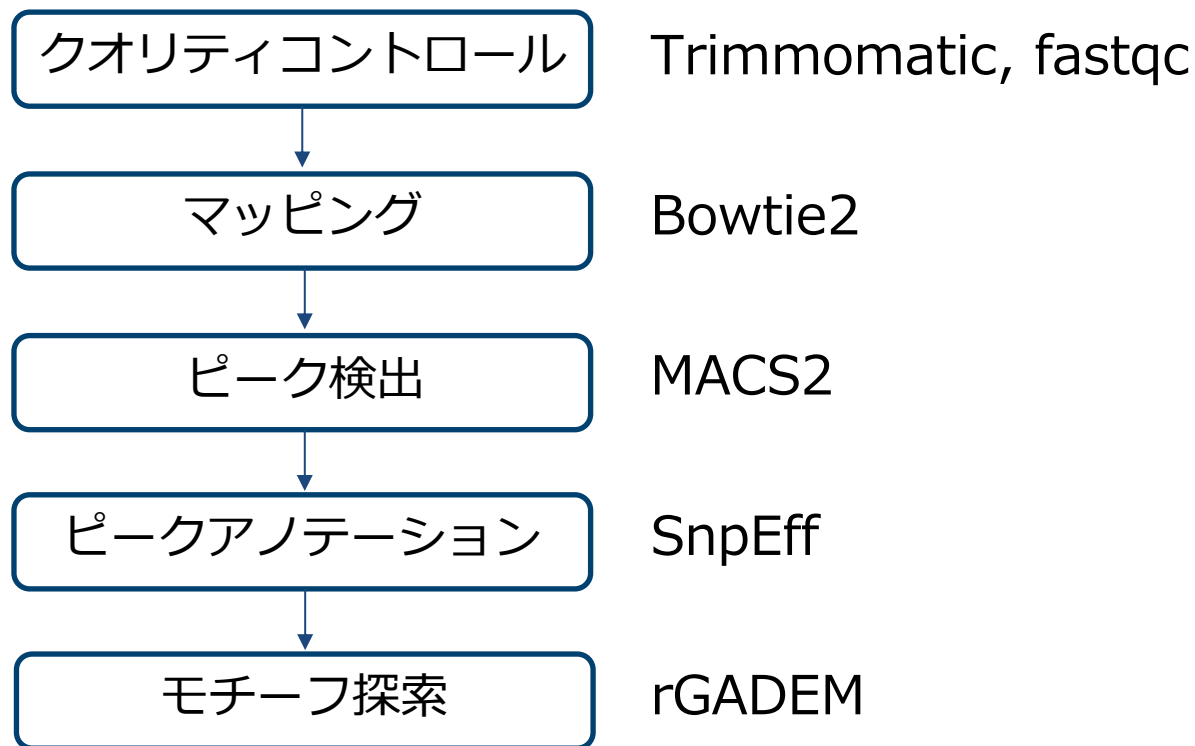 クオリティコントロール Trimmomatic, fastqc
マッピング Bowtie2
ピーク検出 MACS2
ピークアノテーション SnpEff
モチーフ探索 rGADEM